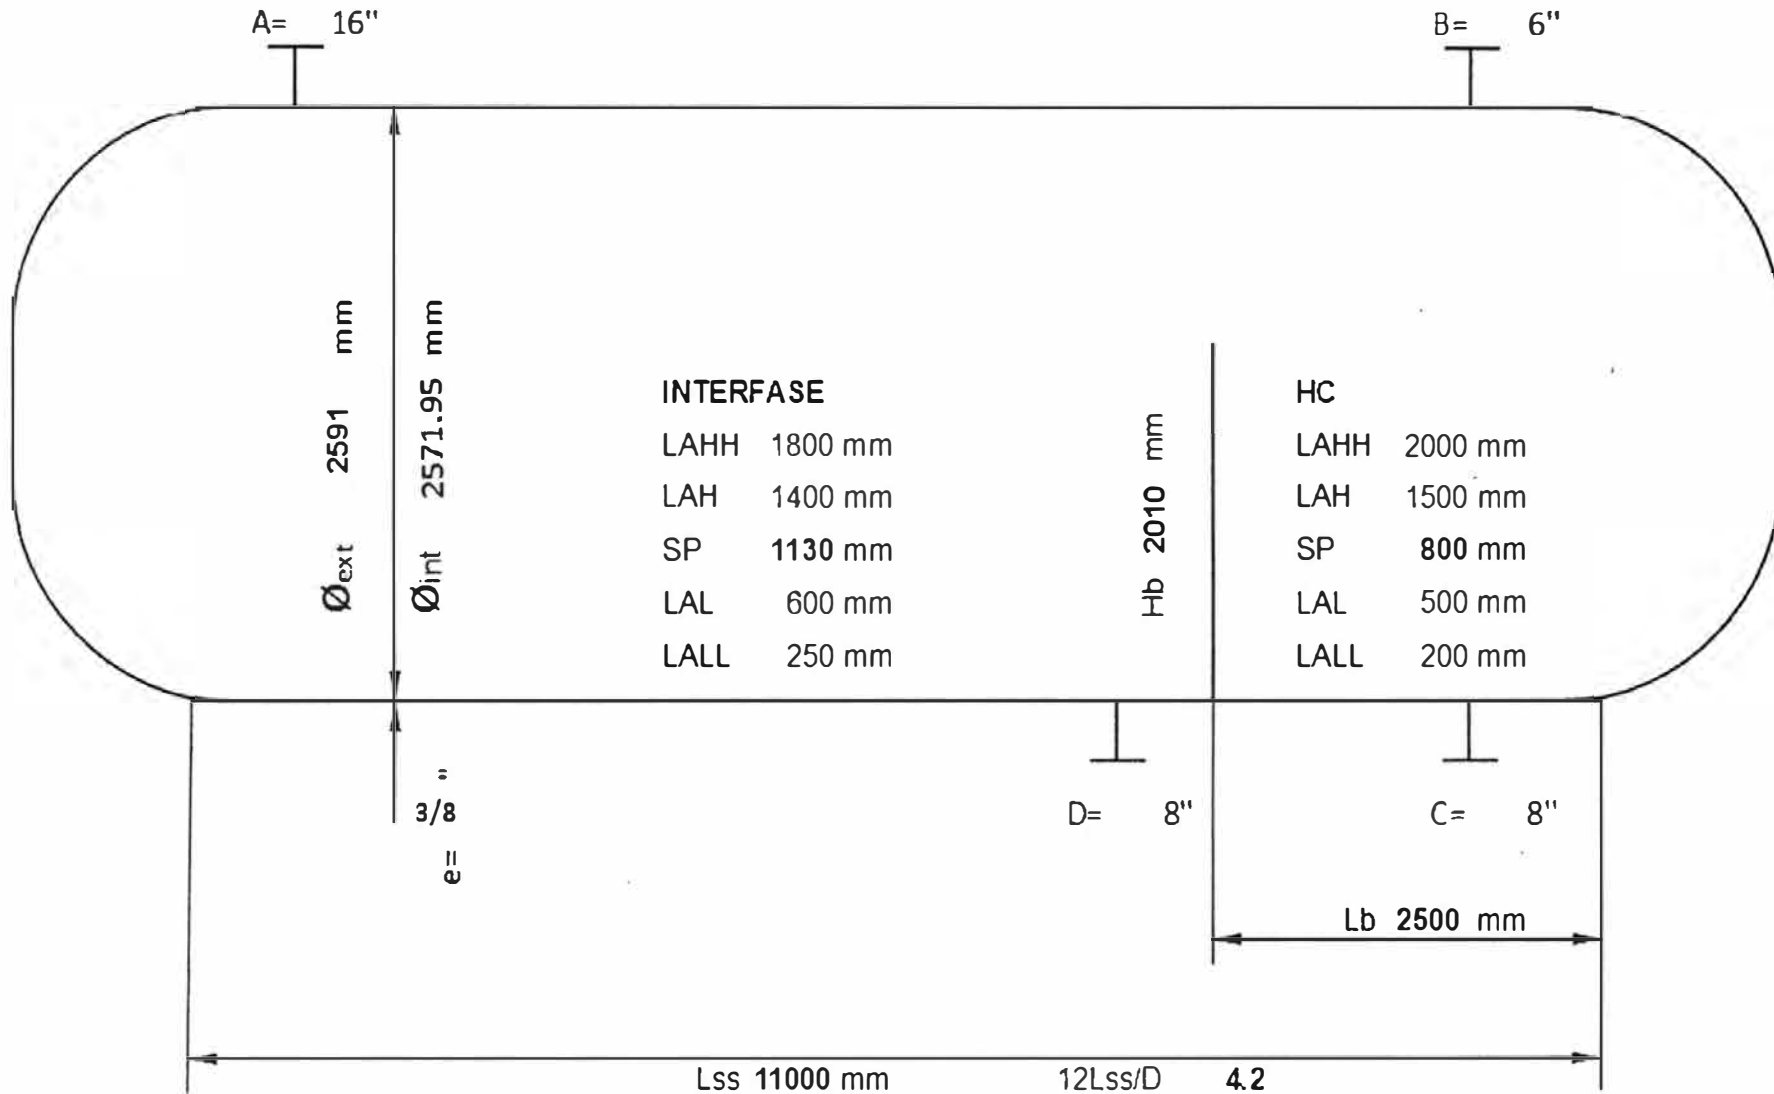 A= 16"
B= 6"
Øext 2591 mm
Øint 2571.95 mm
INTERFASE
LAHH 1800 mm
LAH 1400 mm
SP 1130 mm
LAL 600 mm
LALL 250 mm
Hb 2010 mm
HC
LAHH 2000 mm
LAH 1500 mm
SP 800 mm
LAL 500 mm
LALL 200 mm
e= 3/8 "
D= 8"
C= 8"
Lb 2500 mm
Lss 11000 mm
12Lss/D 4.2